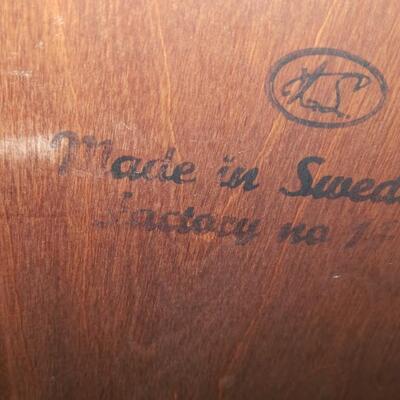 S.
Made in Swed
Factory no 1